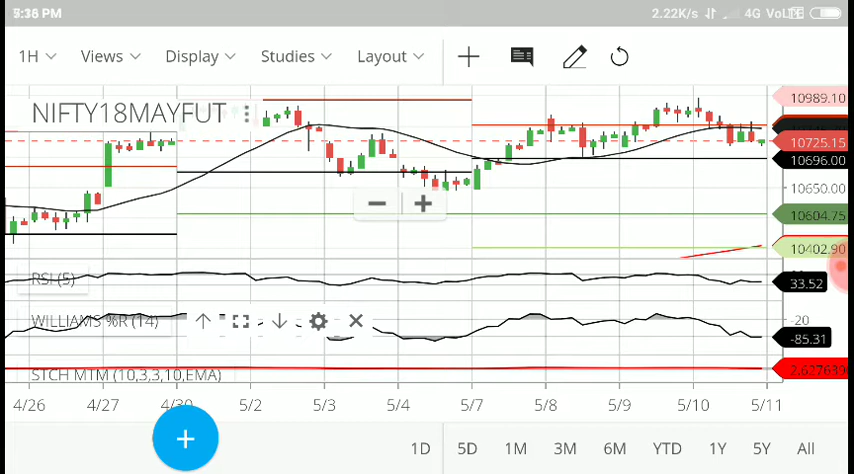 5:36 PM 2.22K/s 4G VoLTE
1H Views Display Studies Layout
NIFTY18MAYFUT
10989.10
10725.15
10696.00
10650.00
10604.75
10402.90
RSI (5)
33.52
WILLIAMS %R (14)
-20
-85.31
STCH MTM (10,3,3,10,EMA)
4/26 4/27 4/30 5/2 5/3 5/4 5/7 5/8 5/9 5/10 5/11
1D 5D 1M 3M 6M YTD 1Y 5Y All